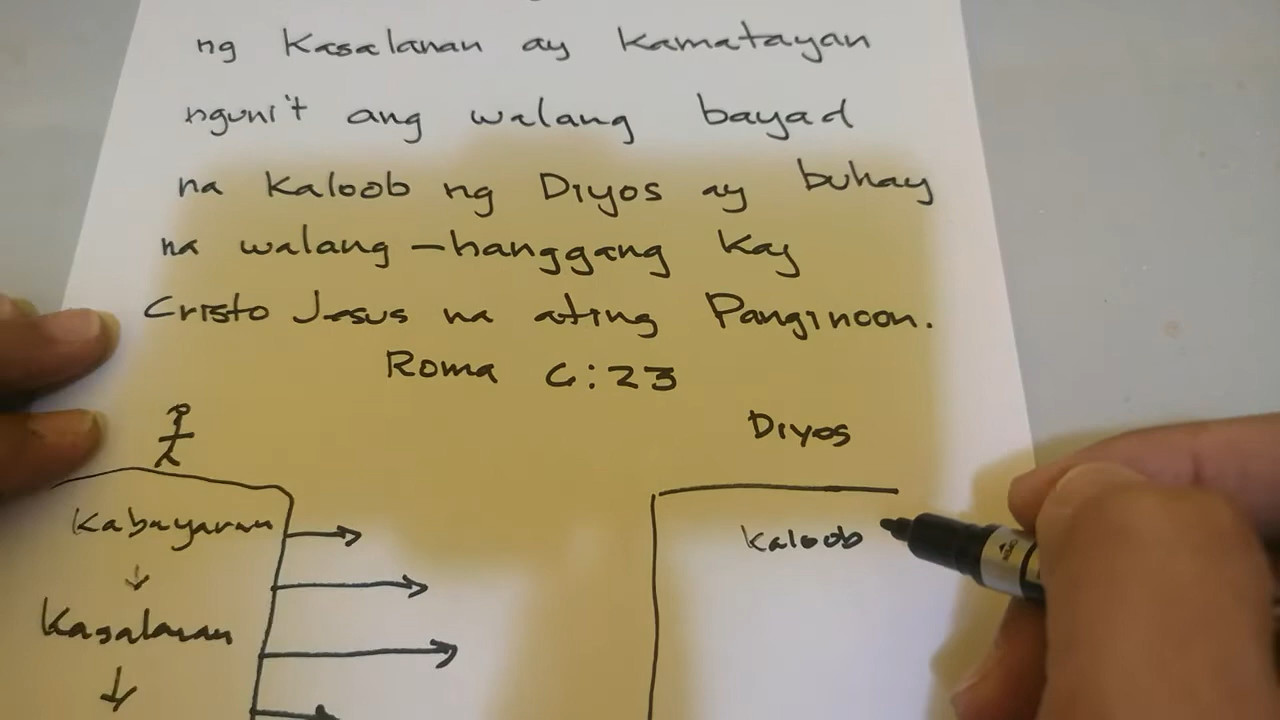 ng Kasalanan ay Kamatayan
nguni't ang walang bayad
na Kaloob ng Diyos ay buhay
na walang-hanggang Kay
Cristo Jesus na ating Panginoon.
Roma 6:23
Diyos
Kabayaran
Kaloob
Kasalanan